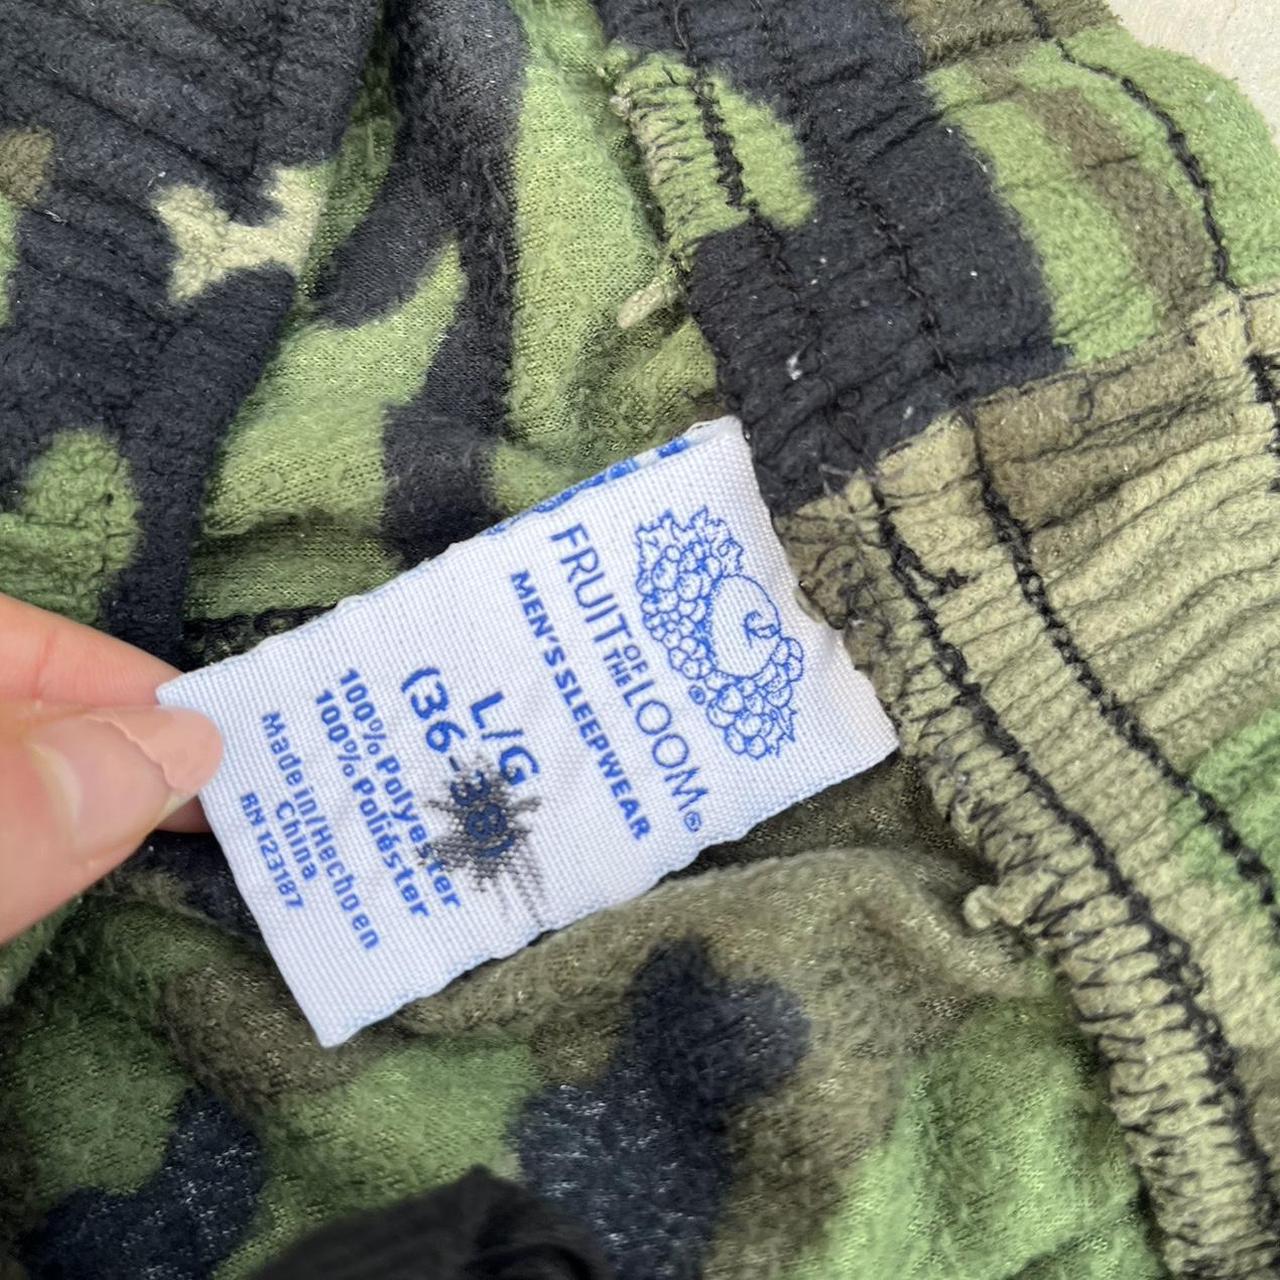 FRUIT OF THE LOOM®
MEN'S SLEEPWEAR
L/G
(36-38)
100% Polyester
100% Poliéster
Made in/Hecho en
China
RN 123187